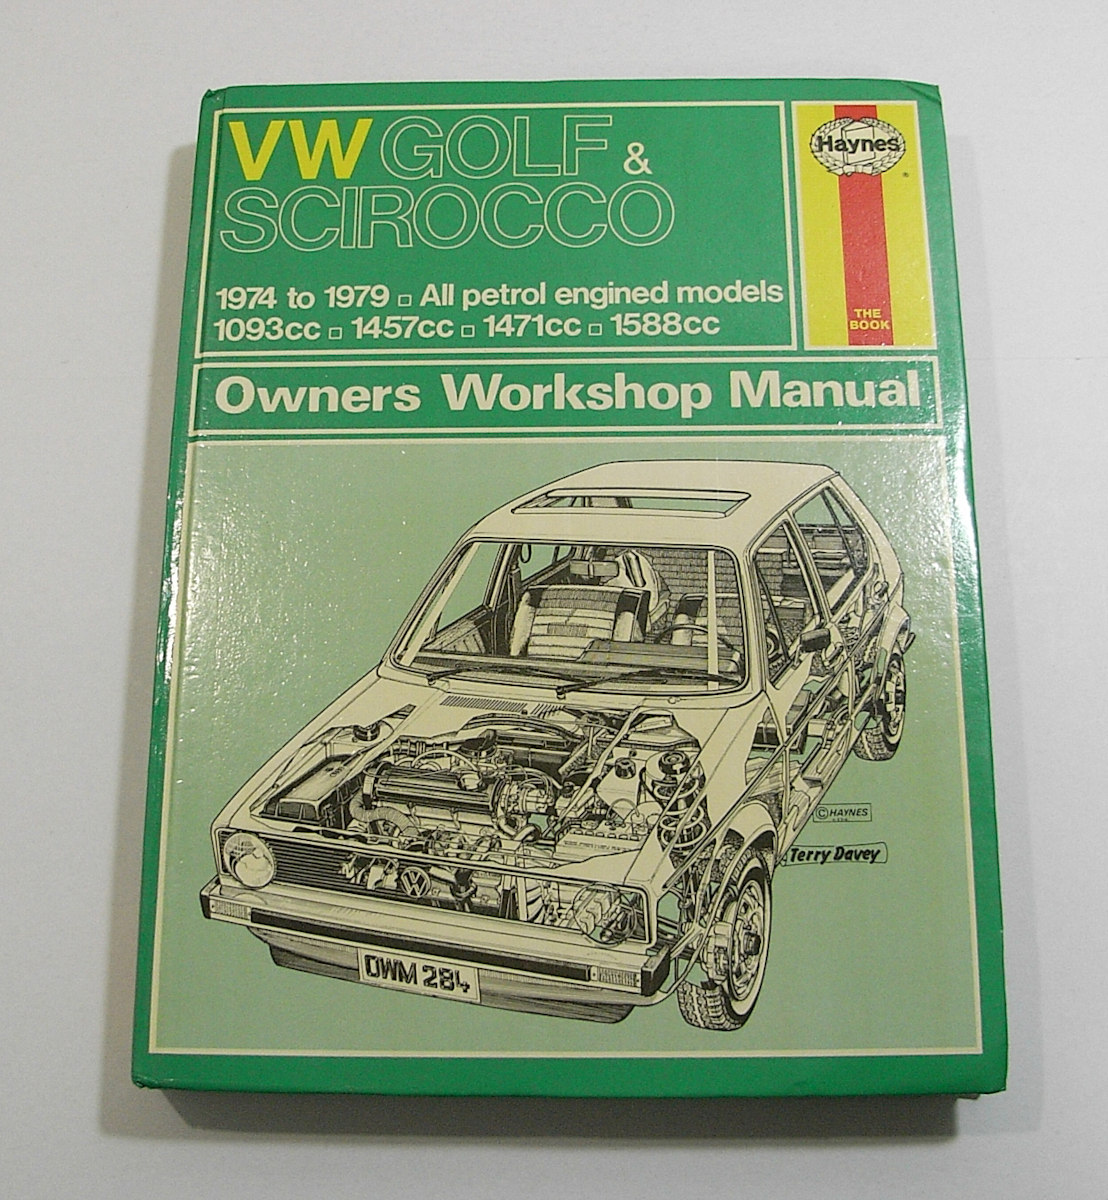 VW GOLF &
SCIROCCO
1974 to 1979 □ All petrol engined models
1093cc □ 1457cc □ 1471cc □ 1588cc
Haynes
®
THE
BOOK
Owners Workshop Manual
© HAYNES
Terry Davey
VW
OWM 284